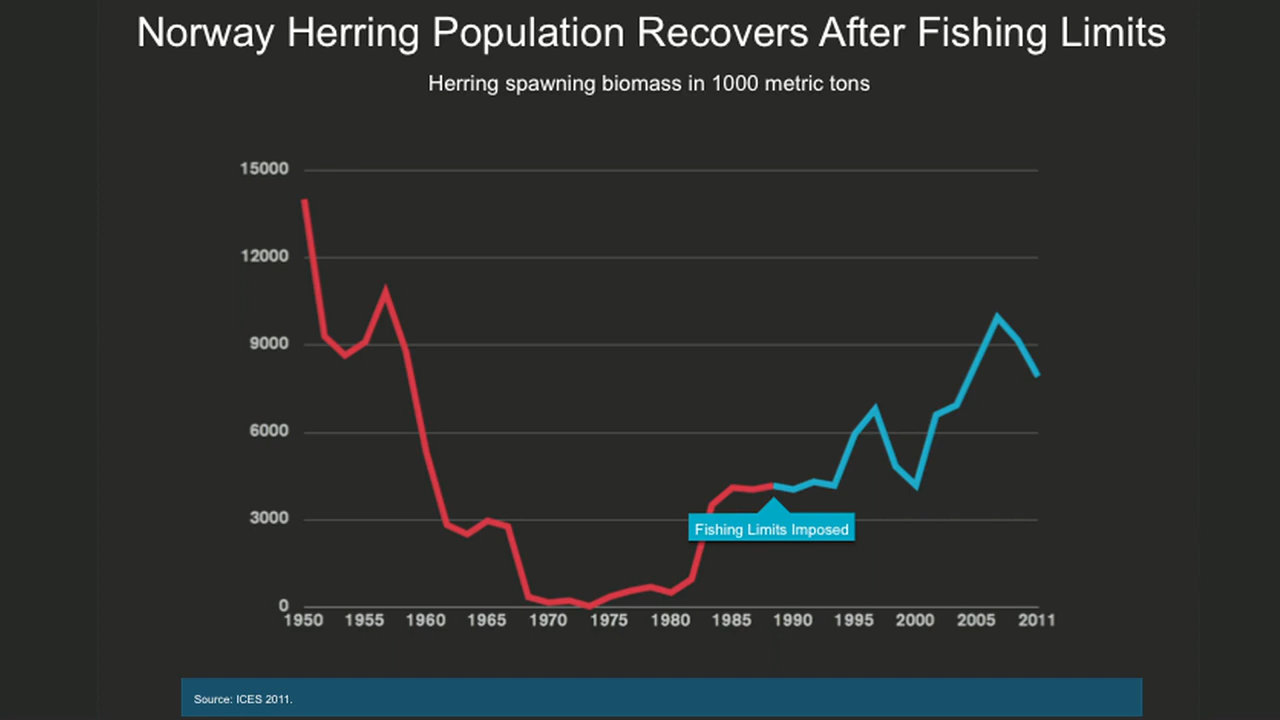 Norway Herring Population Recovers After Fishing Limits
Herring spawning biomass in 1000 metric tons
15000
12000
9000
6000
3000
0
Fishing Limits Imposed
1950 1955 1960 1965 1970 1975 1980 1985 1990 1995 2000 2005 2011
Source: ICES 2011.